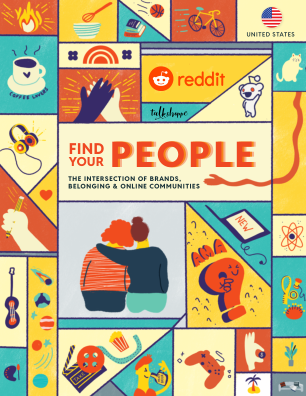 UNITED STATES
COFFEE LOVERS
reddit
talkshoppe
FIND
YOUR
PEOPLE
THE INTERSECTION OF BRANDS,
BELONGING & ONLINE COMMUNITIES
NEW
AMA